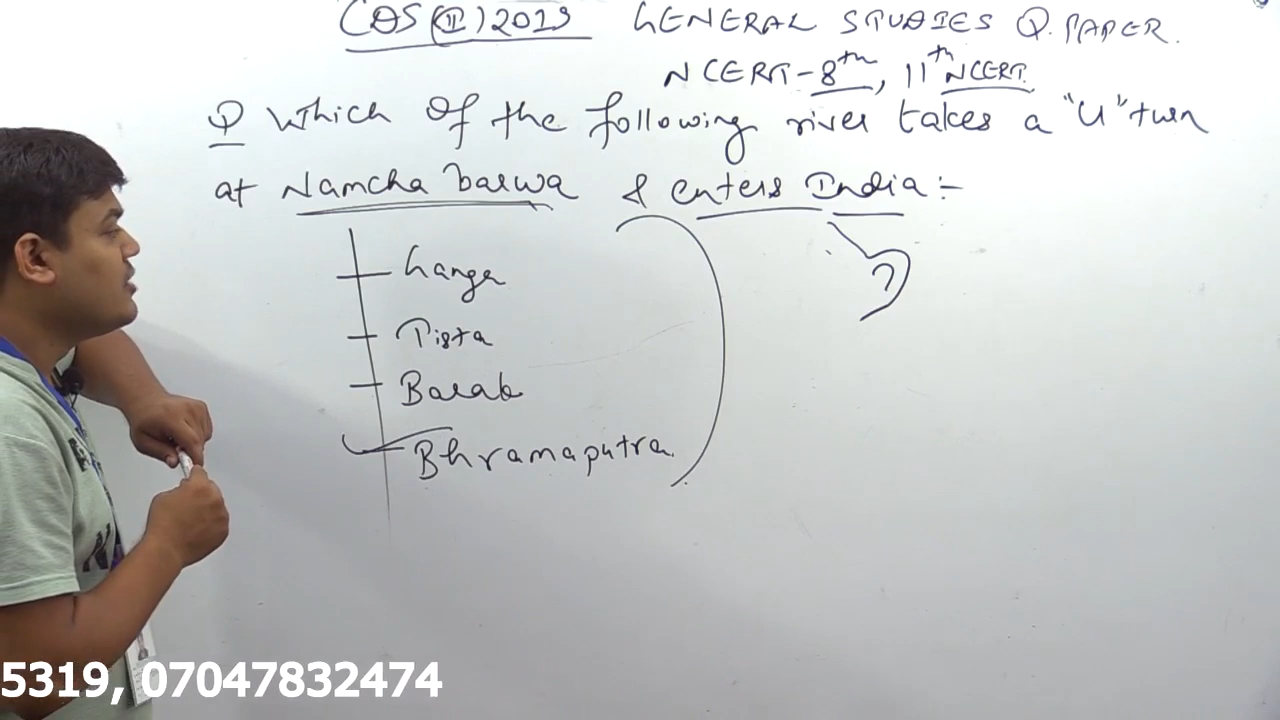 CDS (II) 2019 GENERAL STUDIES Q. PAPER.
NCERT - 8th, 11th NCERT.
Q Which of the following river takes a "U" turn
at Namcha barwa & enters India :-
Ganga
Tista
Barak
Bhramaputra.
?
5319, 07047832474